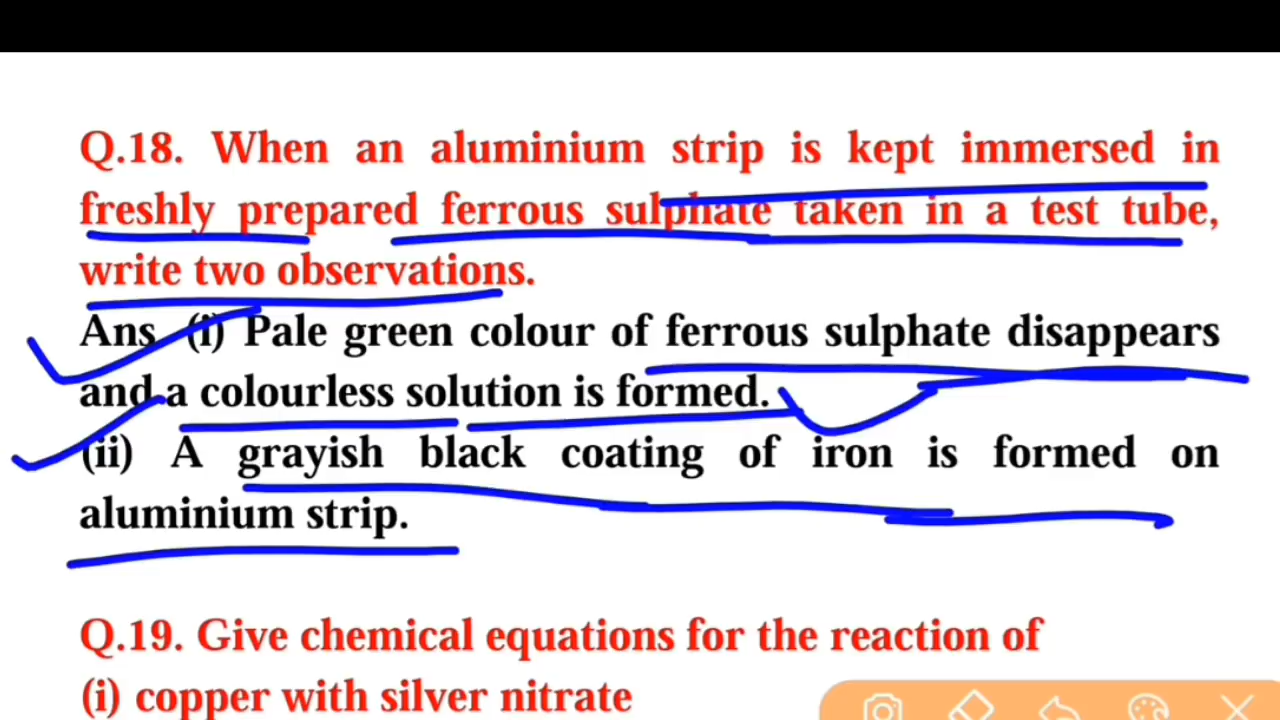 Q.18. When an aluminium strip is kept immersed in
freshly prepared ferrous sulphate taken in a test tube,
write two observations.
Ans (i) Pale green colour of ferrous sulphate disappears
and a colourless solution is formed.
(ii) A grayish black coating of iron is formed on
aluminium strip.
Q.19. Give chemical equations for the reaction of
(i) copper with silver nitrate